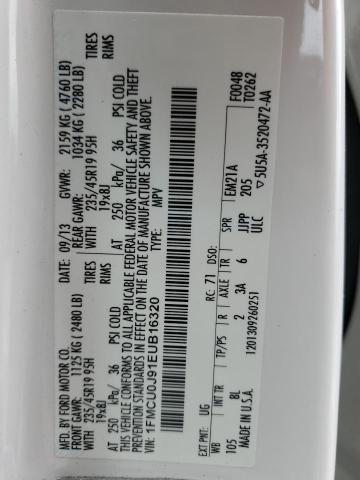 MFD. BY FORD MOTOR CO. DATE: 09/13 GVWR: 2159 KG ( 4760 LB)
FRONT GAWR: 1125 KG ( 2480 LB) REAR GAWR: 1034 KG ( 2280 LB)
WITH 235/45R19 95H TIRES WITH 235/45R19 95H TIRES
19x8J RIMS 19x8J RIMS
AT 250 kPa/ 36 PSI COLD AT 250 kPa/ 36 PSI COLD
THIS VEHICLE CONFORMS TO ALL APPLICABLE FEDERAL MOTOR VEHICLE SAFETY AND THEFT
PREVENTION STANDARDS IN EFFECT ON THE DATE OF MANUFACTURE SHOWN ABOVE.
VIN: 1FMCU0J91EUB16320 TYPE: MPV
F0048
T0262
EXT PNT: UG RC: 71 DSO: EM21A
WB INT TR TP/PS R AXLE TR SPR 205
105 8L 2 3A 6 JJPP
ULC
MADE IN U.S.A. 1201309260251 5U5A-3520472-AA